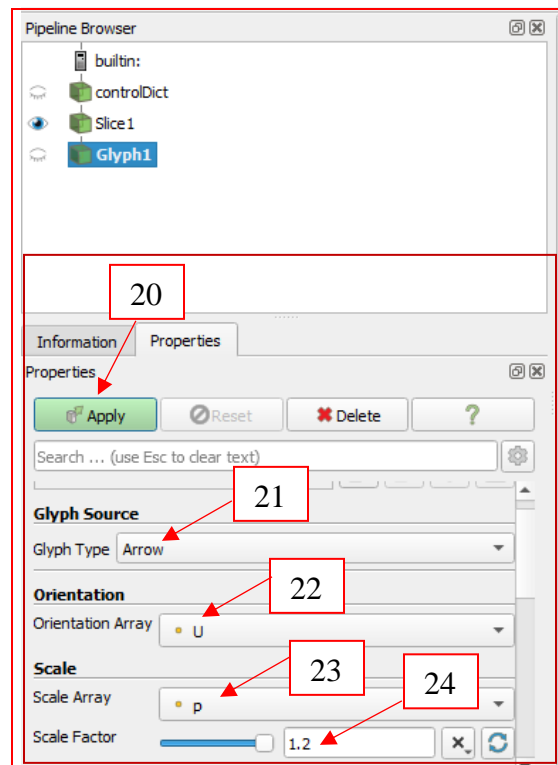 Pipeline Browser
builtin:
controlDict
Slice1
Glyph1
20
Information Properties
Properties
Apply Reset Delete ?
Search ... (use Esc to clear text)
21
Glyph Source
Glyph Type Arrow
22
Orientation
Orientation Array U
23
24
Scale
Scale Array p
Scale Factor 1.2